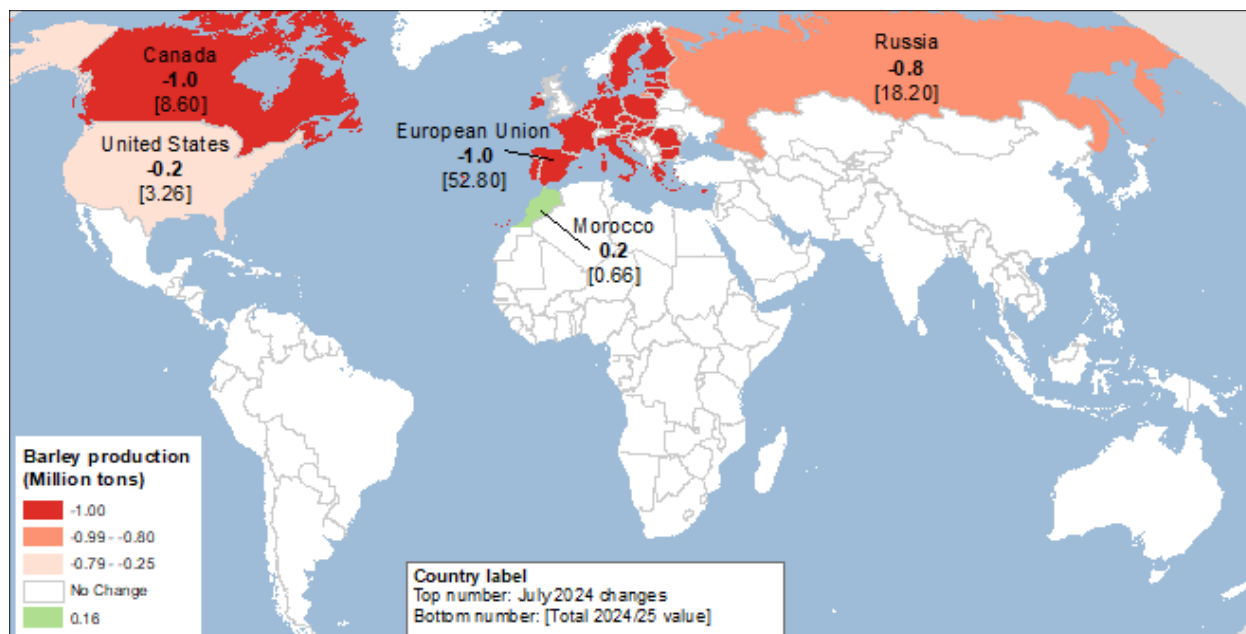 Canada
-1.0
[8.60]
United States
-0.2
[3.26]
European Union
-1.0
[52.80]
Morocco
0.2
[0.66]
Russia
-0.8
[18.20]
Barley production
(Million tons)
-1.00
-0.99 - -0.80
-0.79 - -0.25
No Change
0.16
Country label
Top number: July 2024 changes
Bottom number: [Total 2024/25 value]